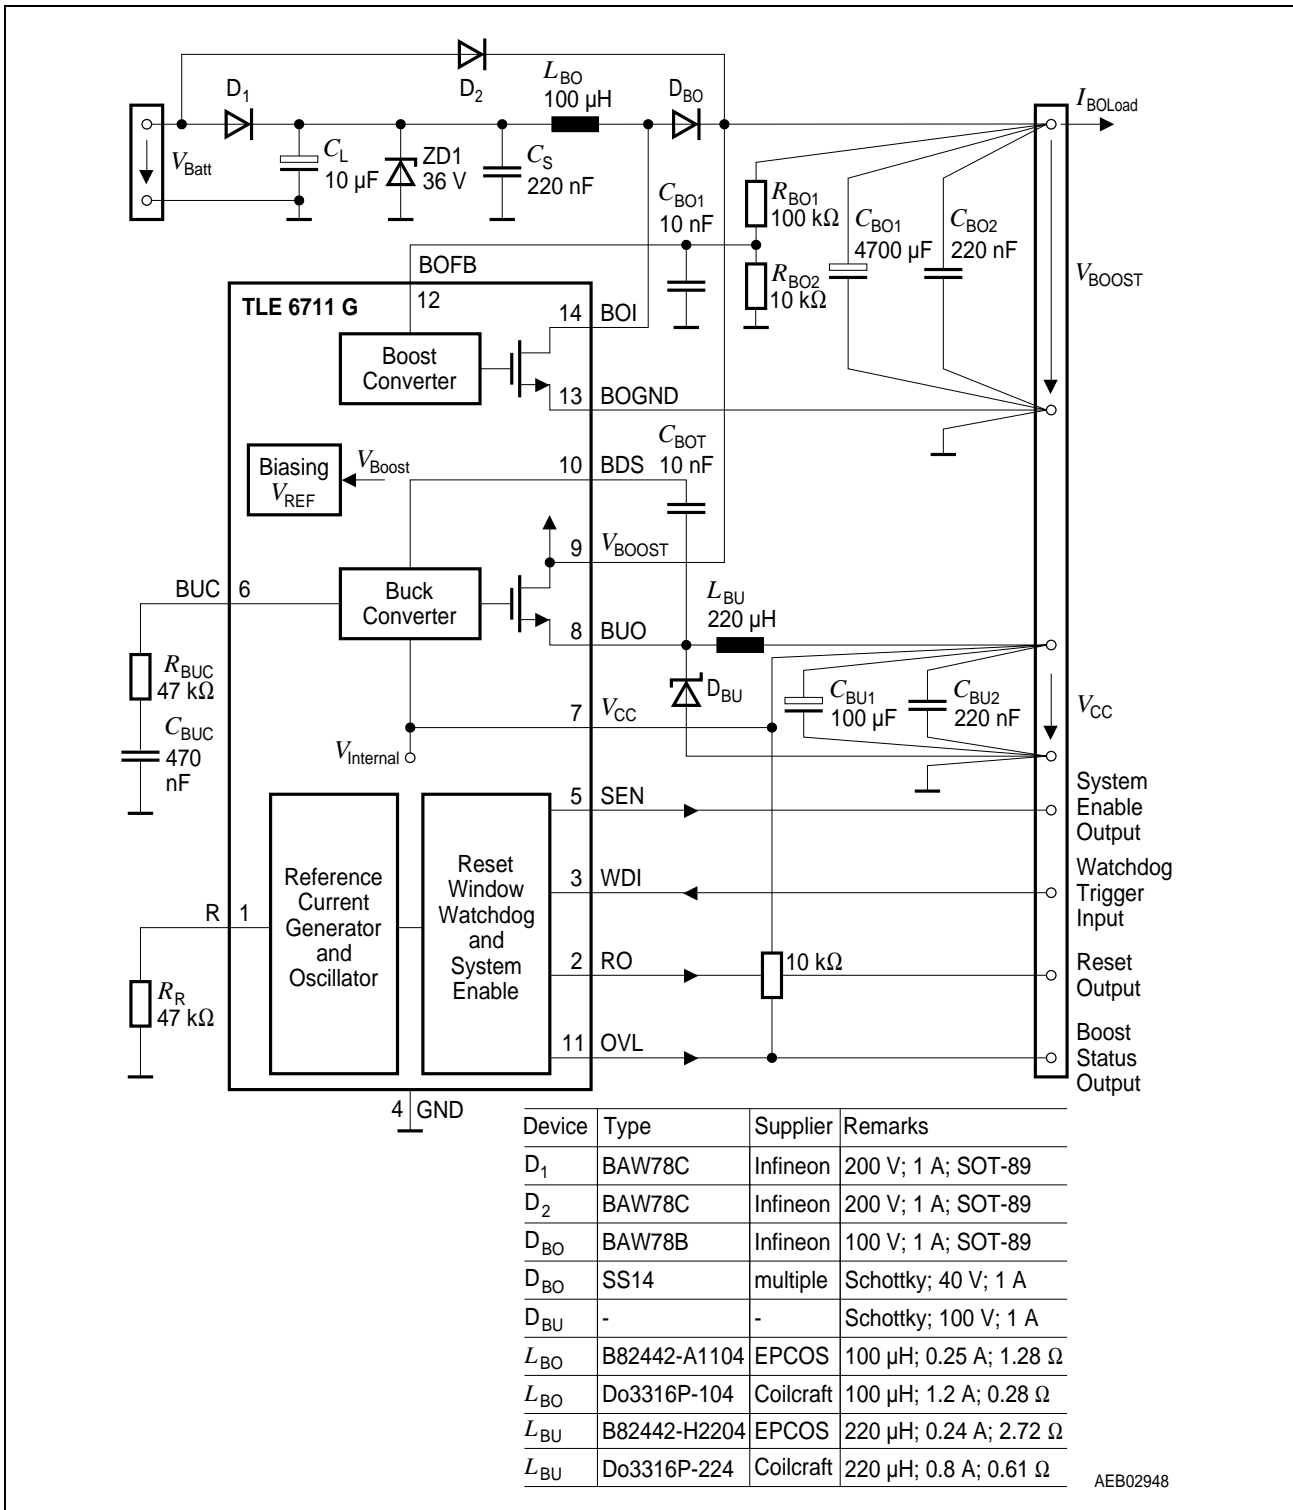 D2
LBO
100 µH
D1
DBO
IBOLoad
VBatt
CL
10 µF
ZD1
36 V
CS
220 nF
CBO1
10 nF
RBO1
100 kΩ
CBO1
4700 µF
CBO2
220 nF
RBO2
10 kΩ
VBOOST
BOFB
12
TLE 6711 G
14 BOI
Boost
Converter
13 BOGND
CBOT
10 nF
Biasing
VREF
VBoost
10 BDS
9 VBOOST
BUC 6
Buck
Converter
LBU
220 µH
8 BUO
RBUC
47 kΩ
DBU
CBU1
100 µF
CBU2
220 nF
VCC
7 VCC
CBUC
470
nF
VInternal
5 SEN
System
Enable
Output
Reference
Current
Generator
and
Oscillator
Reset
Window
Watchdog
and
System
Enable
3 WDI
Watchdog
Trigger
Input
R 1
2 RO
10 kΩ
Reset
Output
RR
47 kΩ
11 OVL
Boost
Status
Output
4 GND
Device Type Supplier Remarks
D1 BAW78C Infineon 200 V; 1 A; SOT-89
D2 BAW78C Infineon 200 V; 1 A; SOT-89
DBO BAW78B Infineon 100 V; 1 A; SOT-89
DBO SS14 multiple Schottky; 40 V; 1 A
DBU - - Schottky; 100 V; 1 A
LBO B82442-A1104 EPCOS 100 µH; 0.25 A; 1.28 Ω
LBO Do3316P-104 Coilcraft 100 µH; 1.2 A; 0.28 Ω
LBU B82442-H2204 EPCOS 220 µH; 0.24 A; 2.72 Ω
LBU Do3316P-224 Coilcraft 220 µH; 0.8 A; 0.61 Ω
AEB02948